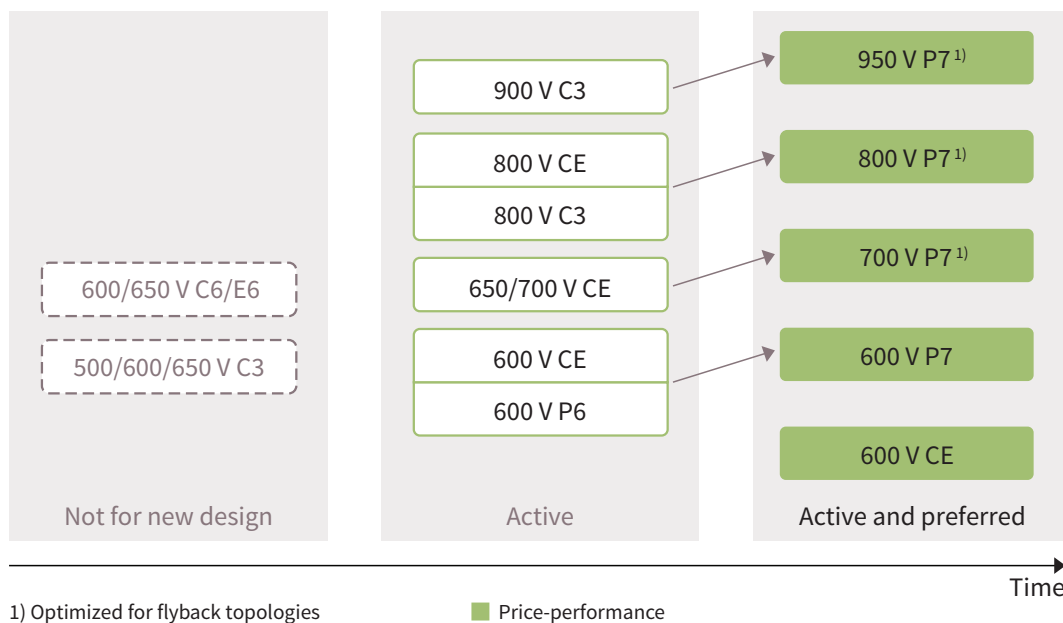 900 V C3
800 V CE
800 V C3
650/700 V CE
600 V CE
600 V P6
950 V P7 1)
800 V P7 1)
700 V P7 1)
600 V P7
600 V CE
600/650 V C6/E6
500/600/650 V C3
Not for new design
Active
Active and preferred
Time
1) Optimized for flyback topologies
Price-performance